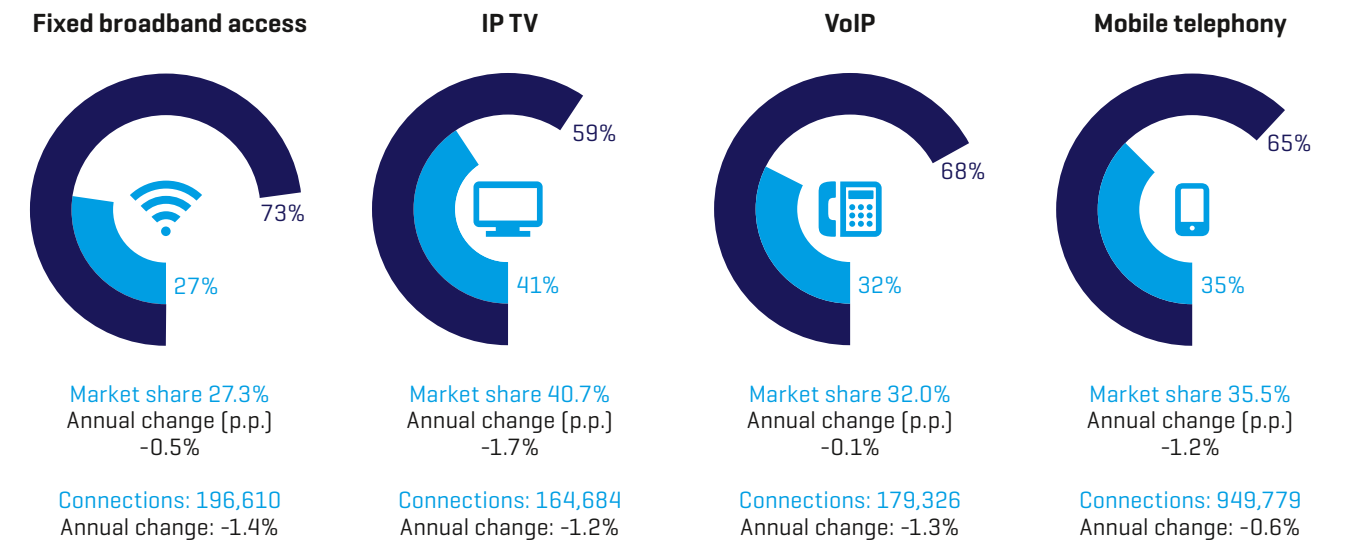 Fixed broadband access
73%
27%
Market share 27.3%
Annual change (p.p.)
-0.5%
Connections: 196,610
Annual change: -1.4%
IP TV
59%
41%
Market share 40.7%
Annual change (p.p.)
-1.7%
Connections: 164,684
Annual change: -1.2%
VoIP
68%
32%
Market share 32.0%
Annual change (p.p.)
-0.1%
Connections: 179,326
Annual change: -1.3%
Mobile telephony
65%
35%
Market share 35.5%
Annual change (p.p.)
-1.2%
Connections: 949,779
Annual change: -0.6%